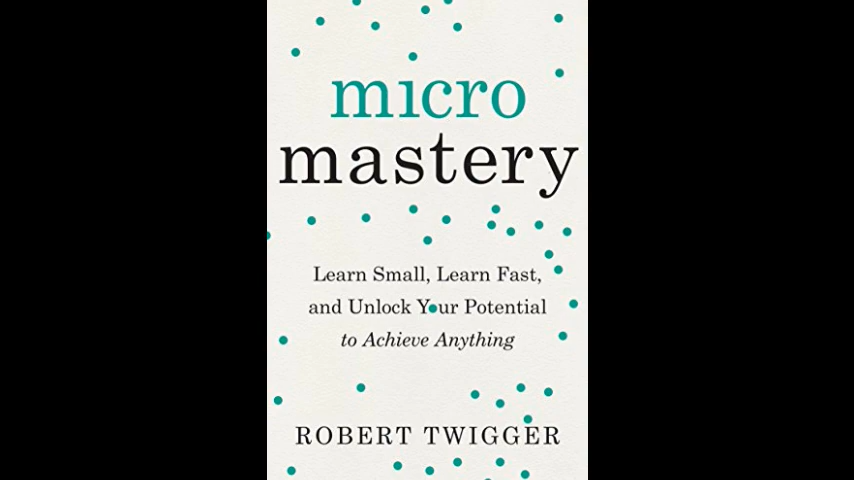 micro
mastery
Learn Small, Learn Fast,
and Unlock Your Potential
to Achieve Anything
ROBERT TWIGGER